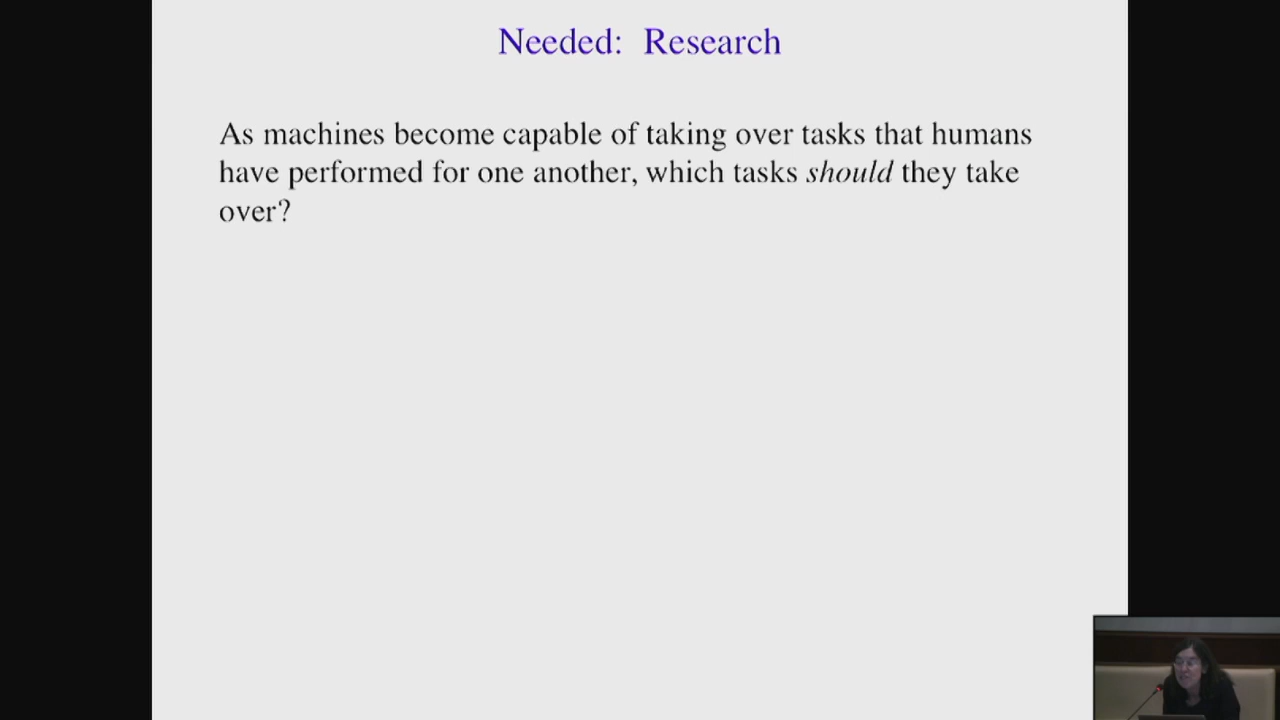 Needed: Research
As machines become capable of taking over tasks that humans
have performed for one another, which tasks should they take
over?